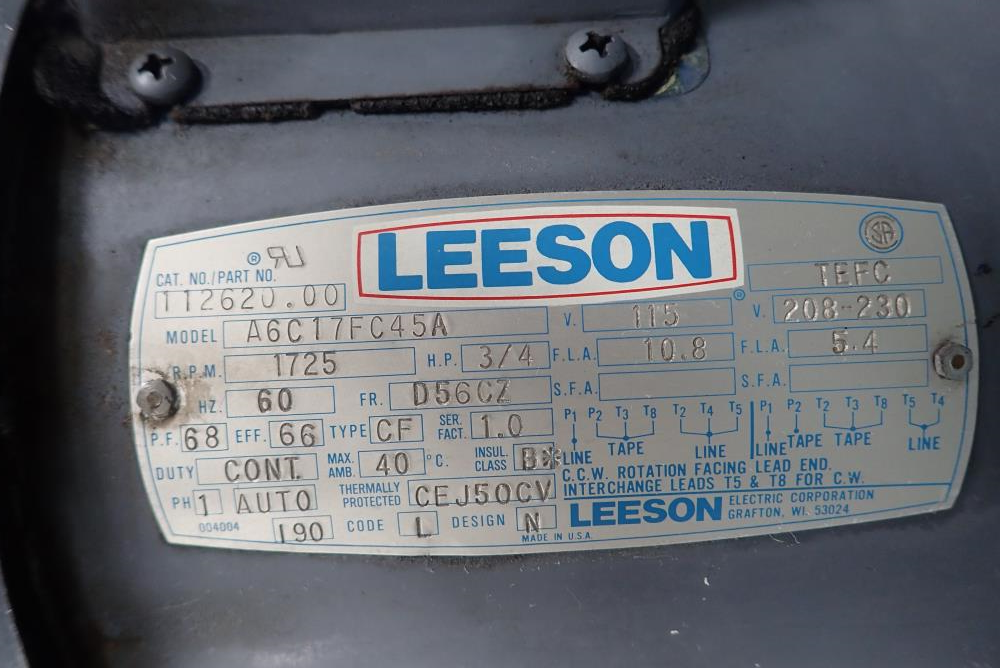 LEESON
CAT. NO./PART NO.
112620.00
TEFC
MODEL A6C17FC45A V. 115 V. 208-230
R.P.M. 1725 H.P. 3/4 F.L.A. 10.8 F.L.A. 5.4
HZ. 60 FR. D56CZ S.F.A. S.F.A.
P.F. 68 EFF. 66 TYPE CF SER. FACT. 1.0
P1 P2 T3 T8 T2 T4 T5 P1 P2 T2 T3 T8 T5 T4
LINE TAPE LINE LINE TAPE TAPE LINE
DUTY CONT. MAX. AMB. 40 °C. INSUL. CLASS B*
C.C.W. ROTATION FACING LEAD END.
INTERCHANGE LEADS T5 & T8 FOR C.W.
PH 1 AUTO THERMALLY PROTECTED CEJ50CV
004004 I90 CODE L DESIGN N
MADE IN U.S.A.
LEESON ELECTRIC CORPORATION
GRAFTON, WI. 53024